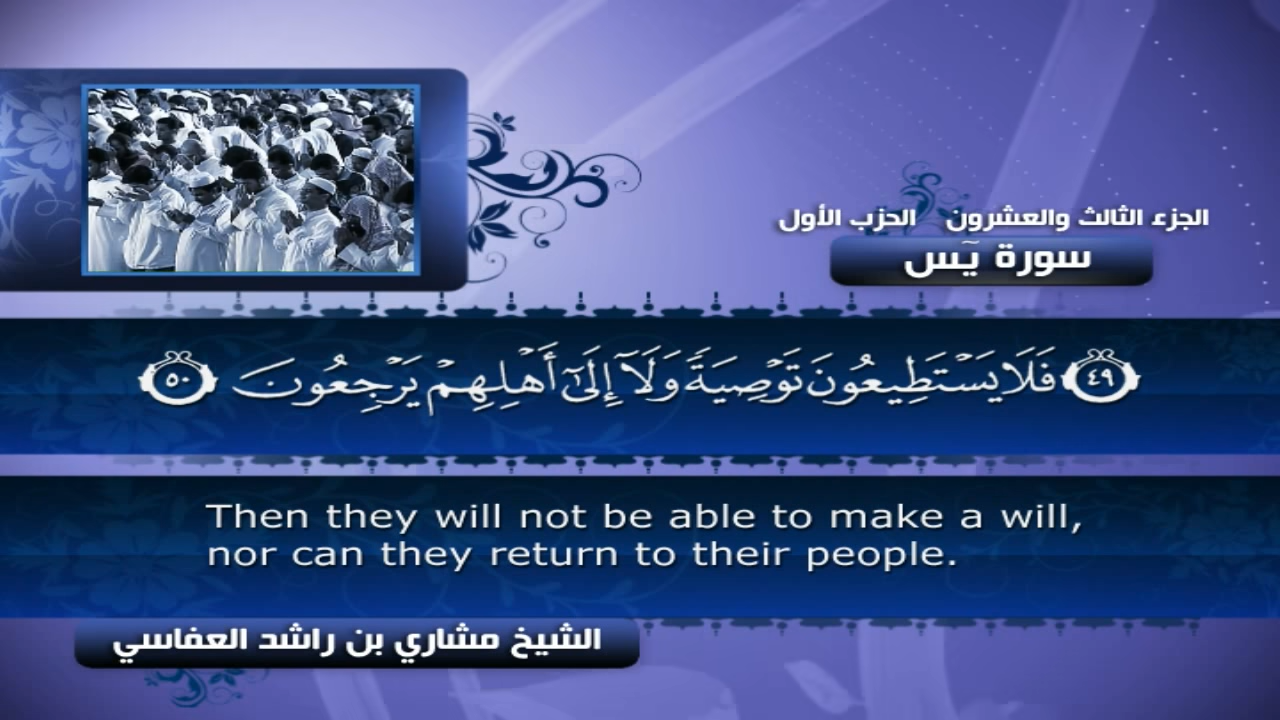 الجزء الثالث والعشرون الحزب الأول
سورة يٓس
﴿٤٩﴾ فَلَا يَسْتَطِيعُونَ تَوْصِيَةً وَلَآ إِلَىٰٓ أَهْلِهِمْ يَرْجِعُونَ ﴿٥٠﴾
Then they will not be able to make a will,
nor can they return to their people.
الشيخ مشاري بن راشد العفاسي